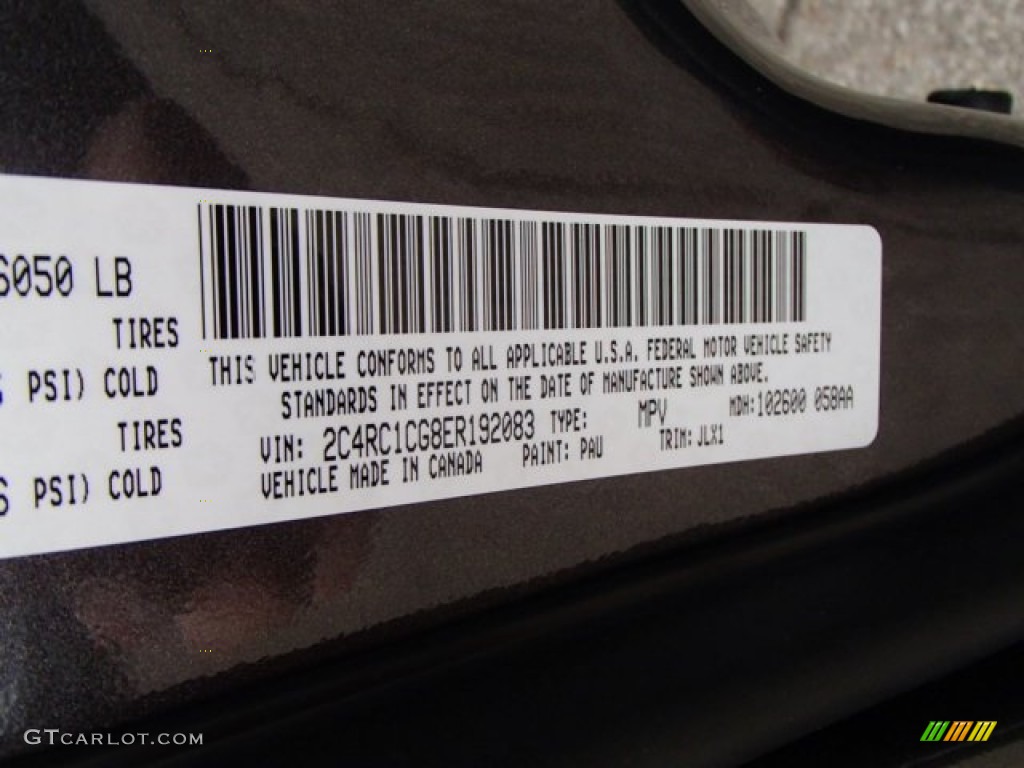 6050 LB
TIRES
PSI) COLD
TIRES
PSI) COLD
THIS VEHICLE CONFORMS TO ALL APPLICABLE U.S.A. FEDERAL MOTOR VEHICLE SAFETY
STANDARDS IN EFFECT ON THE DATE OF MANUFACTURE SHOWN ABOVE.
VIN: 2C4RC1CG8ER192083 TYPE: MPV MDH:102600 058AA
VEHICLE MADE IN CANADA PAINT: PAU TRIM: JLX1
GTCARLOT.COM